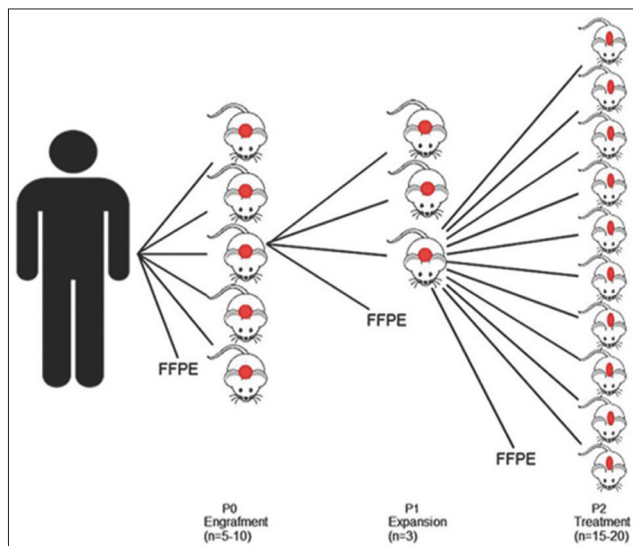 FFPE
FFPE
FFPE
P0
Engrafment
(n=5-10)
P1
Expansion
(n=3)
P2
Treatment
(n=15-20)